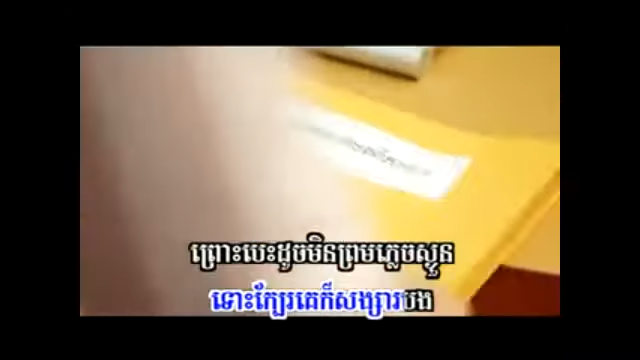 ព្រោះបេះដូចមិនព្រមភ្លេចស្ងួន
ទោះក្បែរគេក៏សង្សារបង